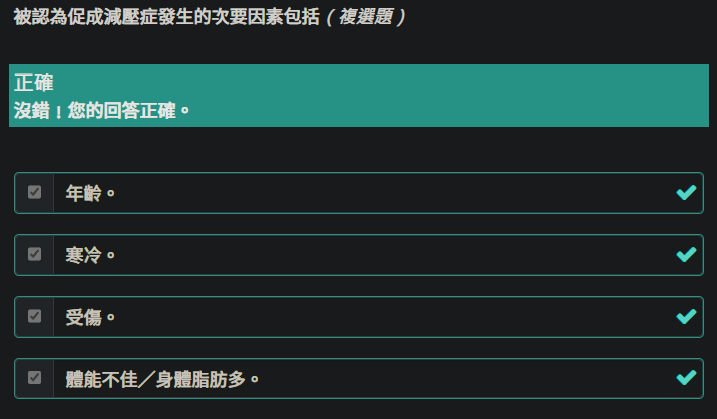 被認為促成減壓症發生的次要因素包括（複選題）
正確
沒錯！您的回答正確。
年齡。
寒冷。
受傷。
體能不佳／身體脂肪多。